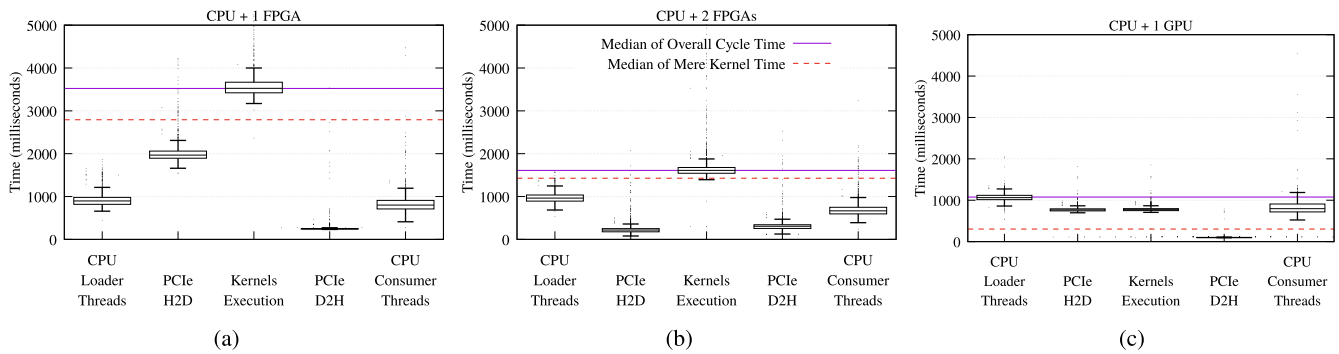 CPU + 1 FPGA
5000
4000
3000
2000
1000
0
Time (milliseconds)
CPU
Loader
Threads
PCIe
H2D
Kernels
Execution
PCIe
D2H
CPU
Consumer
Threads
(a)
CPU + 2 FPGAs
Median of Overall Cycle Time
Median of Mere Kernel Time
5000
4000
3000
2000
1000
0
Time (milliseconds)
CPU
Loader
Threads
PCIe
H2D
Kernels
Execution
PCIe
D2H
CPU
Consumer
Threads
(b)
CPU + 1 GPU
5000
4000
3000
2000
1000
0
Time (milliseconds)
CPU
Loader
Threads
PCIe
H2D
Kernels
Execution
PCIe
D2H
CPU
Consumer
Threads
(c)